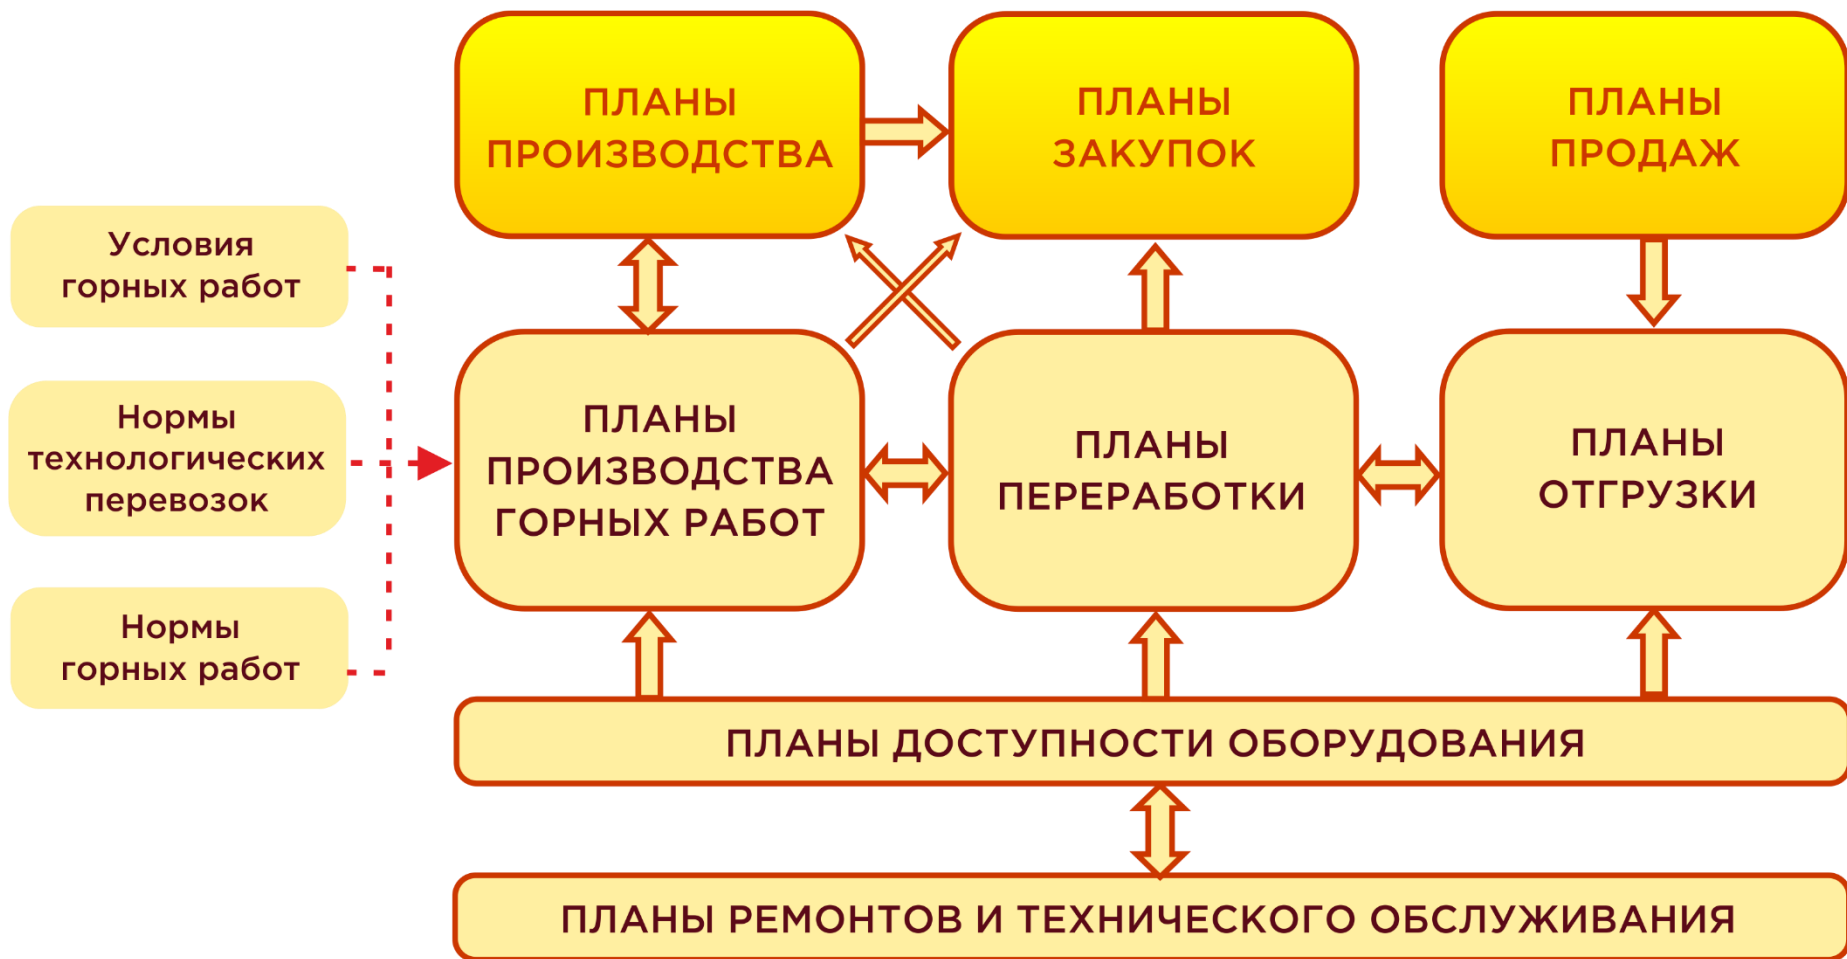 ПЛАНЫ
ПРОИЗВОДСТВА
ПЛАНЫ
ЗАКУПОК
ПЛАНЫ
ПРОДАЖ
Условия
горных работ
Нормы
технологических
перевозок
Нормы
горных работ
ПЛАНЫ
ПРОИЗВОДСТВА
ГОРНЫХ РАБОТ
ПЛАНЫ
ПЕРЕРАБОТКИ
ПЛАНЫ
ОТГРУЗКИ
ПЛАНЫ ДОСТУПНОСТИ ОБОРУДОВАНИЯ
ПЛАНЫ РЕМОНТОВ И ТЕХНИЧЕСКОГО ОБСЛУЖИВАНИЯ